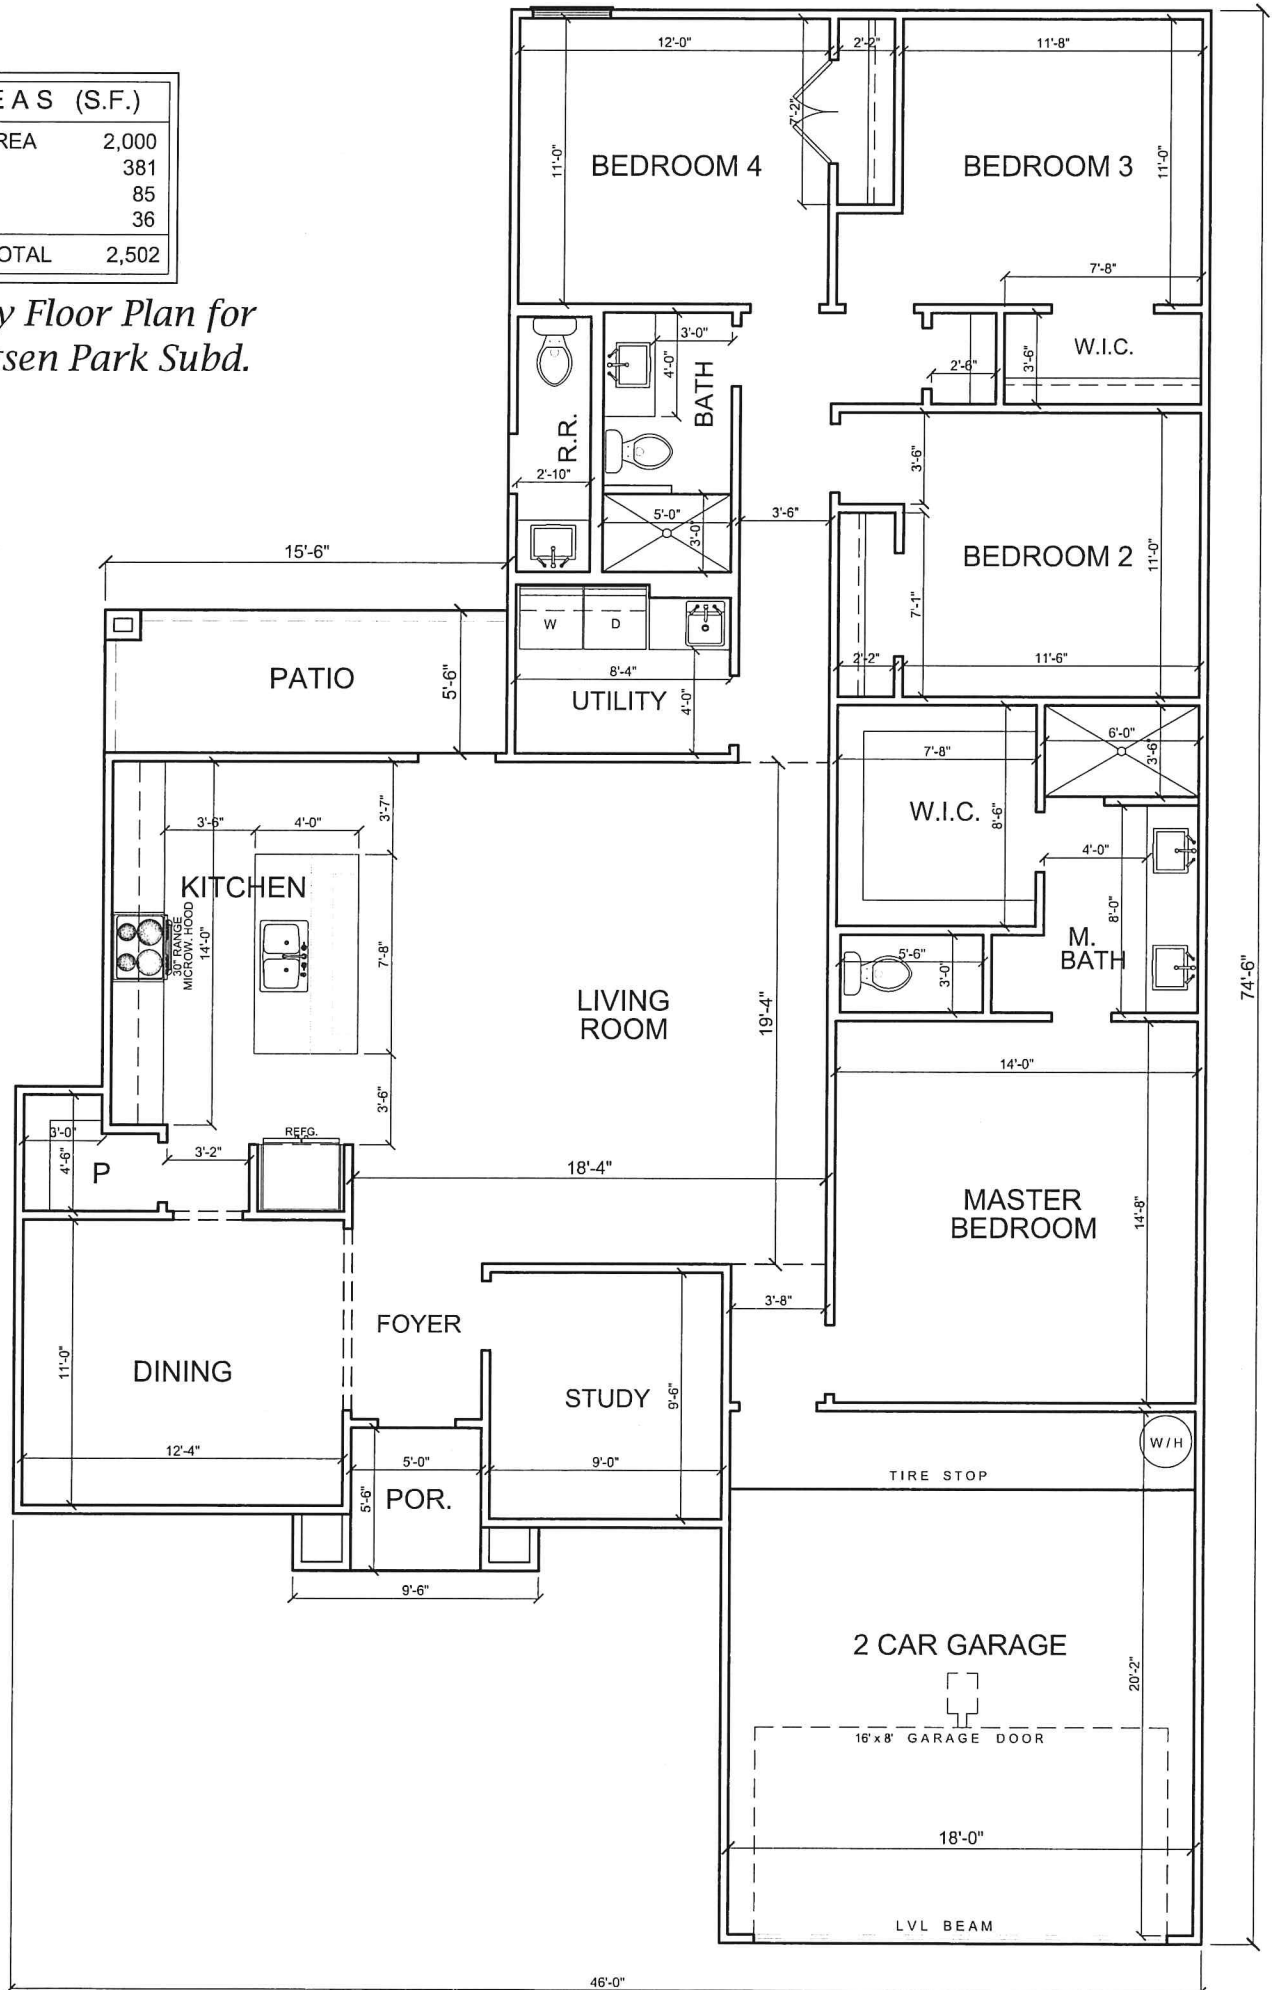 E A S (S.F.)
REA 2,000
381
85
36
OTAL 2,502
y Floor Plan for
tsen Park Subd.
12'-0"
2'-2"
11'-8"
7'-2"
11'-0"
BEDROOM 4
BEDROOM 3
11'-0"
7'-8"
3'-0"
4'-0"
BATH
R.R.
2'-6"
3'-6"
W.I.C.
2'-10"
3'-6"
5'-0"
3'-0"
3'-6"
BEDROOM 2
11'-0"
7'-1"
15'-6"
W
D
PATIO
5'-6"
8'-4"
UTILITY
4'-0"
2'-2"
11'-6"
6'-0"
3'-6"
7'-8"
W.I.C.
8'-6"
3'-6"
4'-0"
3'-7"
KITCHEN
30" RANGE
MICROW. HOOD
14'-0"
7'-8"
4'-0"
8'-0"
M.
BATH
5'-6"
3'-0"
LIVING
ROOM
19'-4"
74'-6"
14'-0"
3'-6"
REFG.
3'-0"
4'-6"
P
3'-2"
18'-4"
MASTER
BEDROOM
14'-8"
3'-8"
FOYER
11'-0"
DINING
STUDY
9'-6"
12'-4"
5'-0"
9'-0"
5'-6"
POR.
W/H
TIRE STOP
9'-6"
2 CAR GARAGE
20'-2"
16' x 8' GARAGE DOOR
18'-0"
LVL BEAM
46'-0"